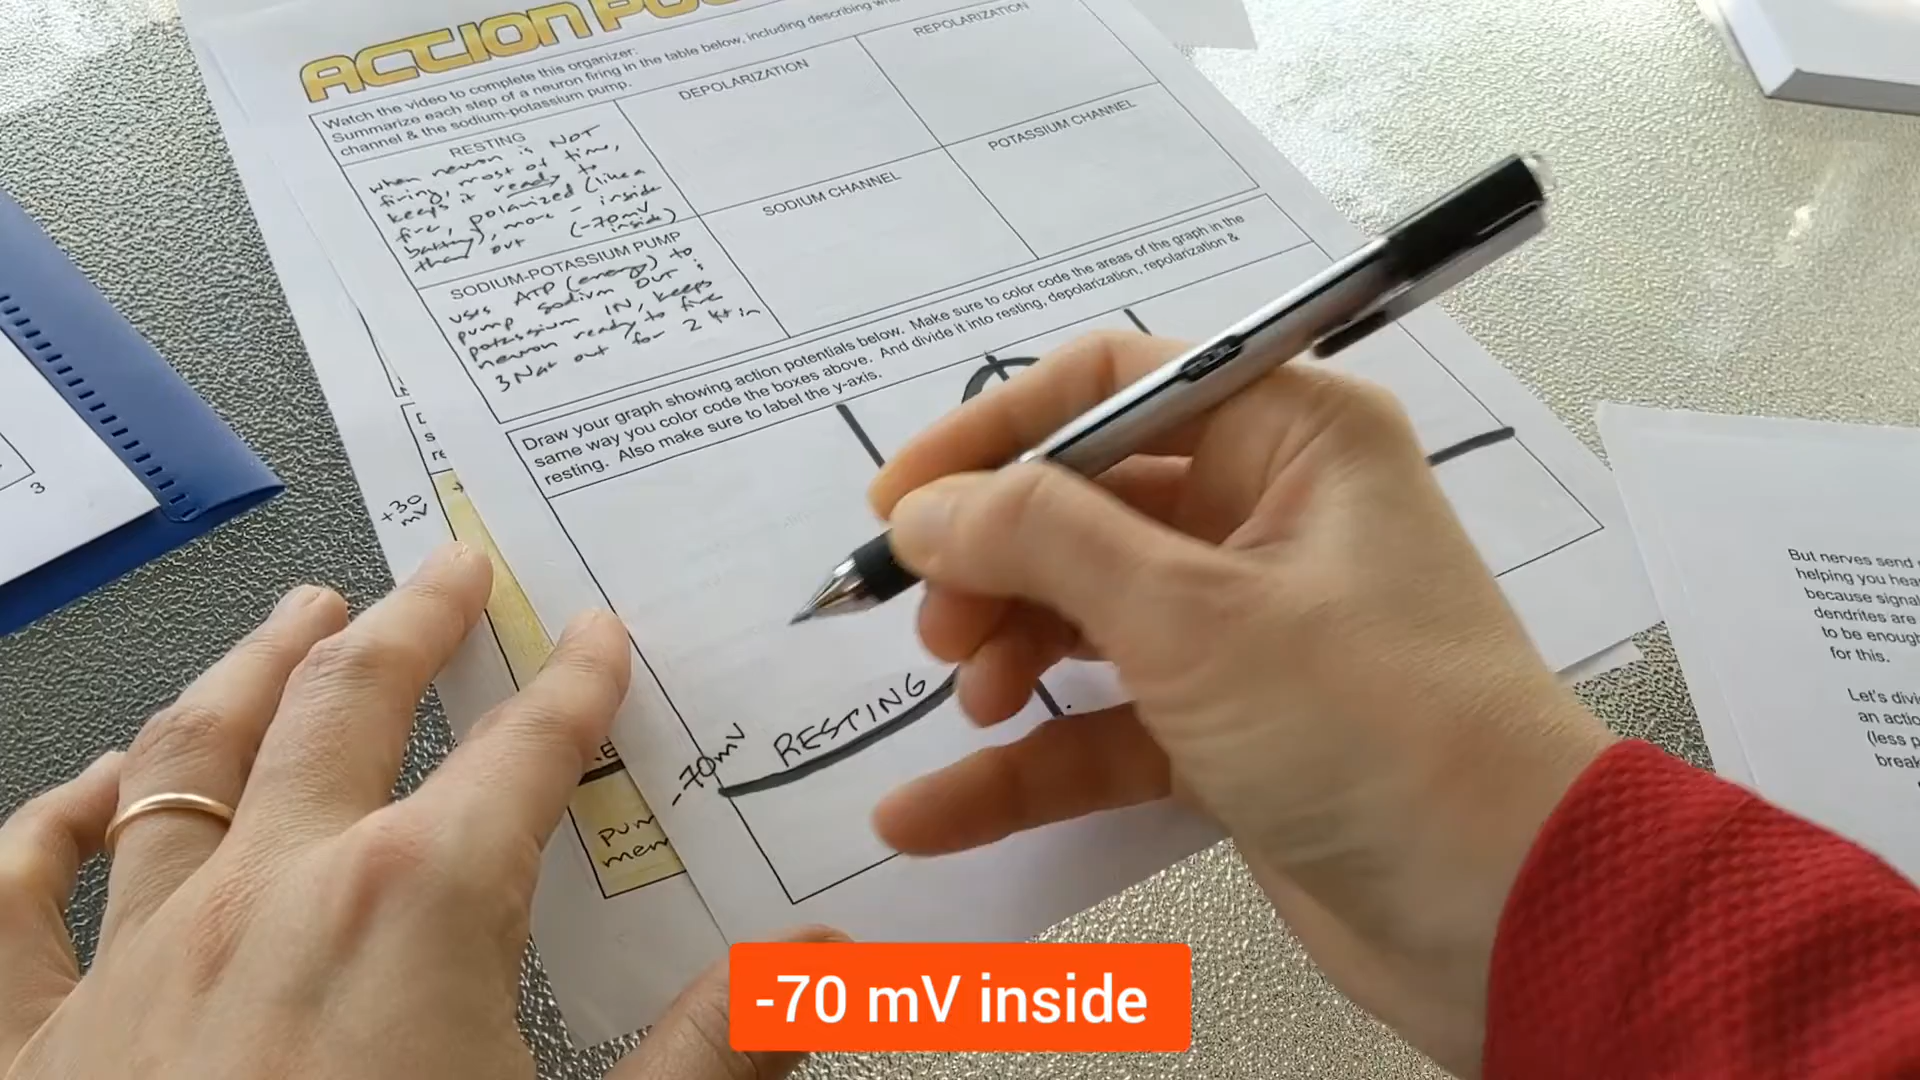 ACTION
Watch the video to complete this organizer:
Summarize each step of a neuron firing in the table below, including describing
channel & the sodium-potassium pump.
RESTING
when neuron is NOT
firing, most of time,
keeps it ready to
fire, polarized (like a
battery), more - inside
than out (-70mV
inside)
SODIUM-POTASSIUM PUMP
uses ATP (energy) to
pump sodium OUT ;
potassium IN, keeps
neuron ready to fire
3 Na+ out for 2 K+ in
DEPOLARIZATION
SODIUM CHANNEL
REPOLARIZATION
POTASSIUM CHANNEL
Draw your graph showing action potentials below. Make sure to color code the areas of the graph in the
same way you color code the boxes above. And divide it into resting, depolarization, repolarization &
resting. Also make sure to label the y-axis.
-70mV
RESTING
+30
mV
RE
pum
mem
3
But nerves send
helping you hea
because signal
dendrites are
to be enough
for this.
Let's divi
an actio
(less p
break
-70 mV inside